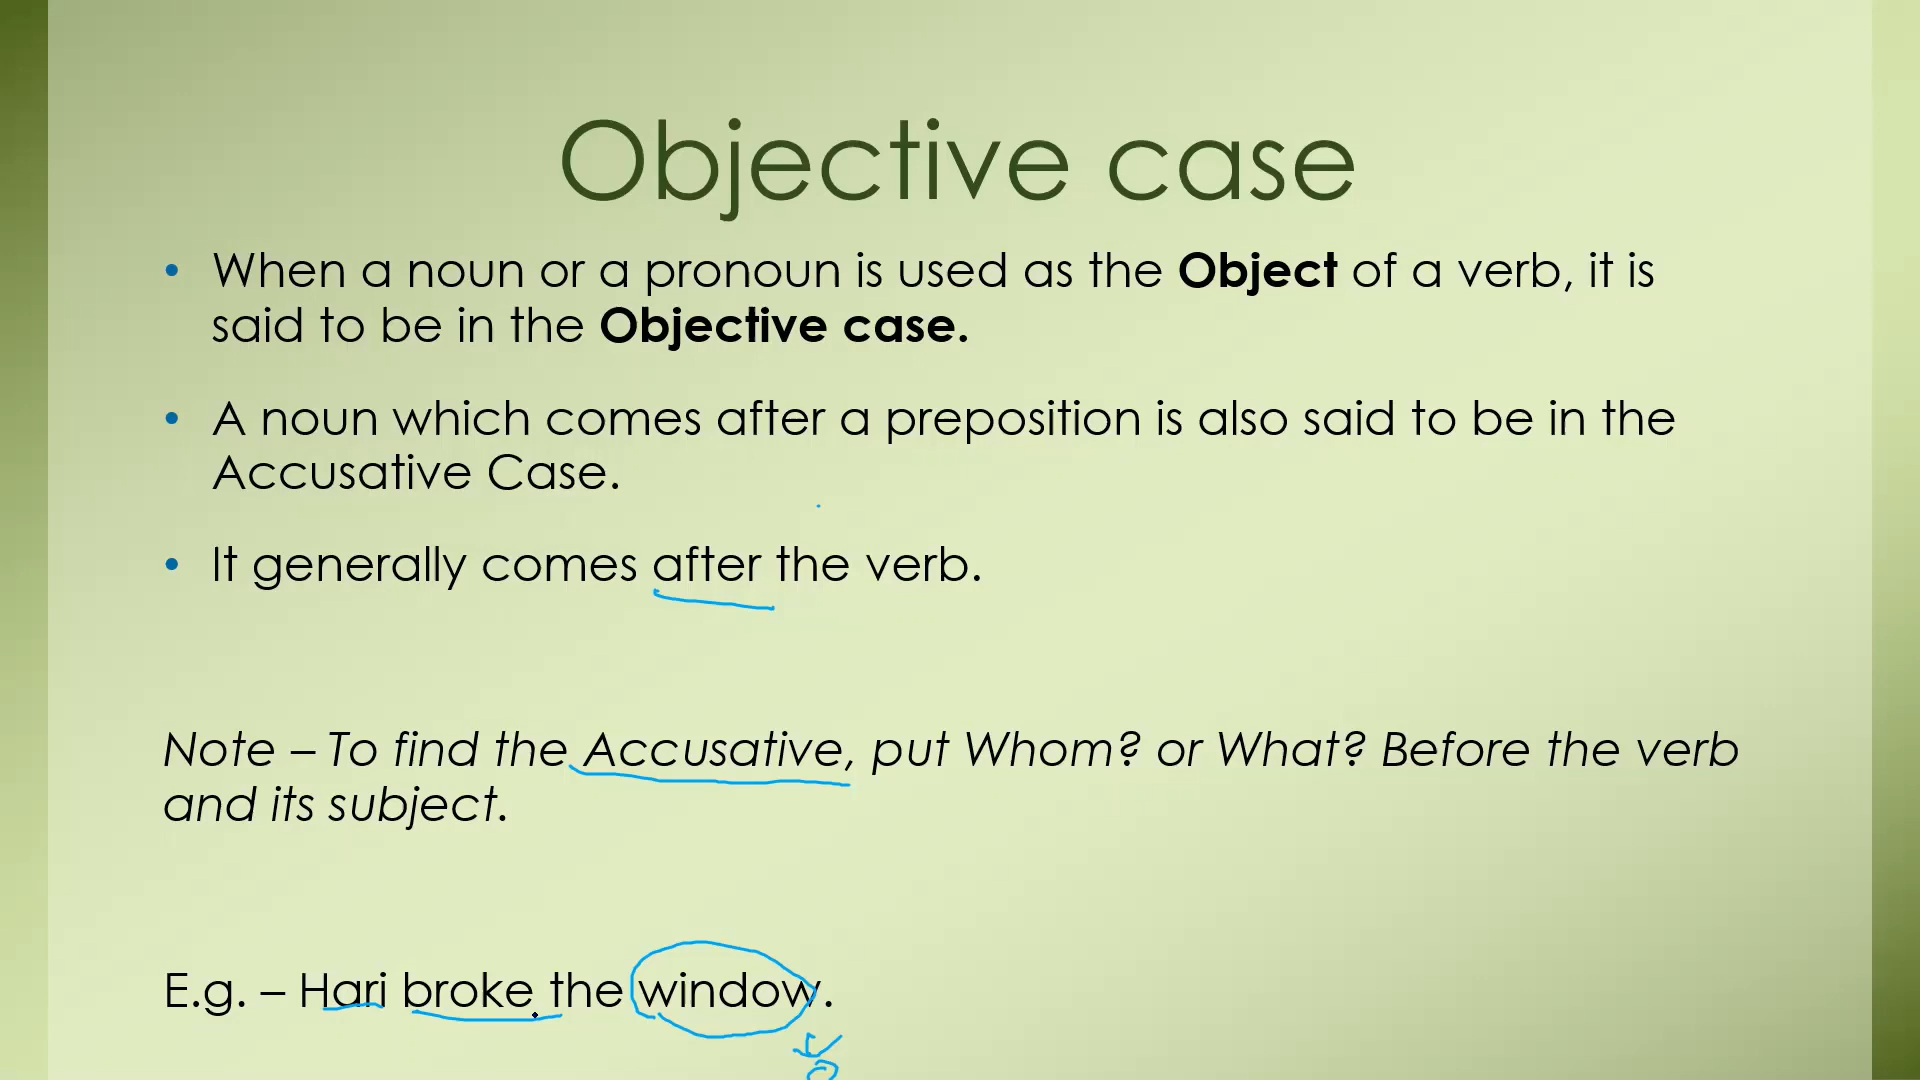 Objective case
• When a noun or a pronoun is used as the Object of a verb, it is
said to be in the Objective case.
• A noun which comes after a preposition is also said to be in the
Accusative Case.
• It generally comes after the verb.
Note – To find the Accusative, put Whom? or What? Before the verb
and its subject.
E.g. – Hari broke the window.